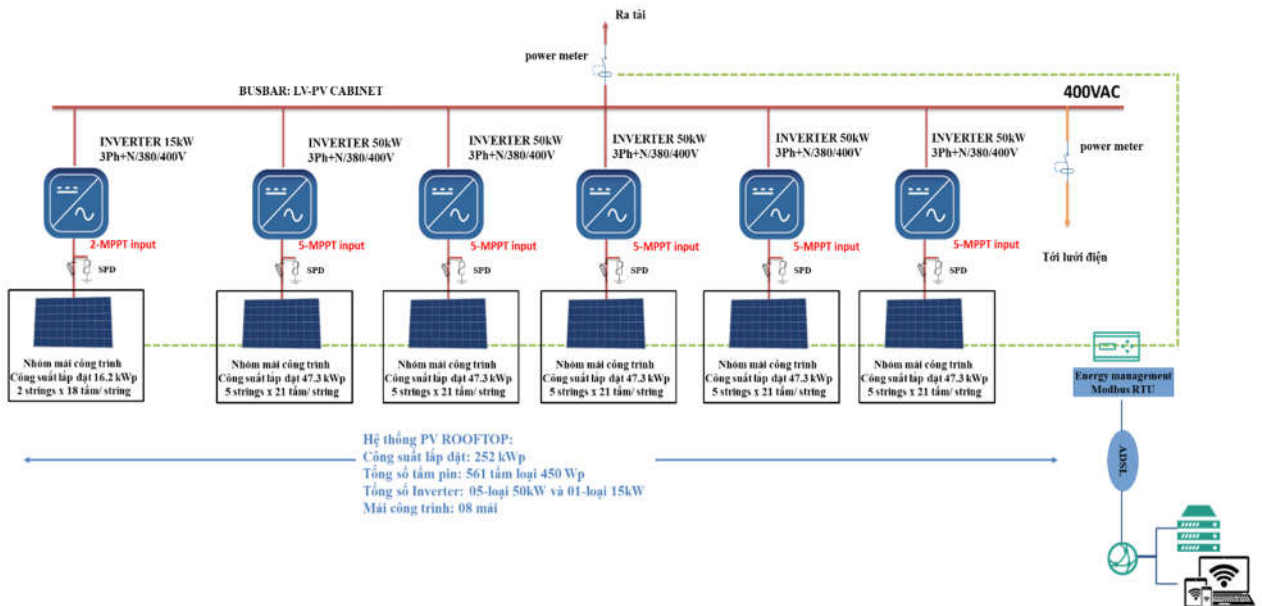 Ra tải
power meter
BUSBAR: LV-PV CABINET
400VAC
INVERTER 15kW
3Ph+N/380/400V
INVERTER 50kW
3Ph+N/380/400V
INVERTER 50kW
3Ph+N/380/400V
INVERTER 50kW
3Ph+N/380/400V
INVERTER 50kW
3Ph+N/380/400V
INVERTER 50kW
3Ph+N/380/400V
power meter
2-MPPT input
5-MPPT input
5-MPPT input
5-MPPT input
5-MPPT input
5-MPPT input
SPD
SPD
SPD
SPD
SPD
SPD
Tới lưới điện
Nhóm mái công trình
Công suất lắp đặt 16.2 kWp
2 strings x 18 tấm/ string
Nhóm mái công trình
Công suất lắp đặt 47.3 kWp
5 strings x 21 tấm/ string
Nhóm mái công trình
Công suất lắp đặt 47.3 kWp
5 strings x 21 tấm/ string
Nhóm mái công trình
Công suất lắp đặt 47.3 kWp
5 strings x 21 tấm/ string
Nhóm mái công trình
Công suất lắp đặt 47.3 kWp
5 strings x 21 tấm/ string
Nhóm mái công trình
Công suất lắp đặt 47.3 kWp
5 strings x 21 tấm/ string
Energy management
Modbus RTU
ADSL
Hệ thống PV ROOFTOP:
Công suất lắp đặt: 252 kWp
Tổng số tấm pin: 561 tấm loại 450 Wp
Tổng số Inverter: 05-loại 50kW và 01-loại 15kW
Mái công trình: 08 mái